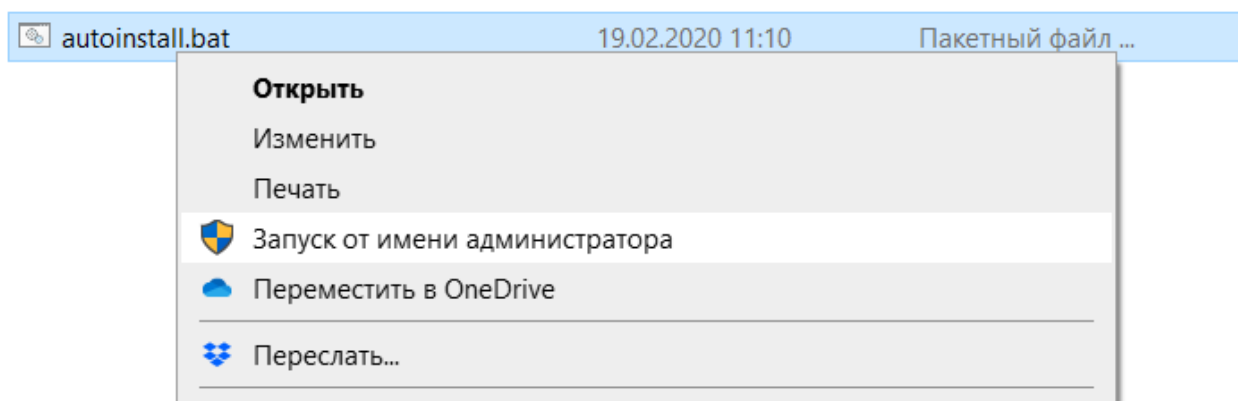 autoinstall.bat 19.02.2020 11:10 Пакетный файл ...
Открыть
Изменить
Печать
Запуск от имени администратора
Переместить в OneDrive
Переслать...